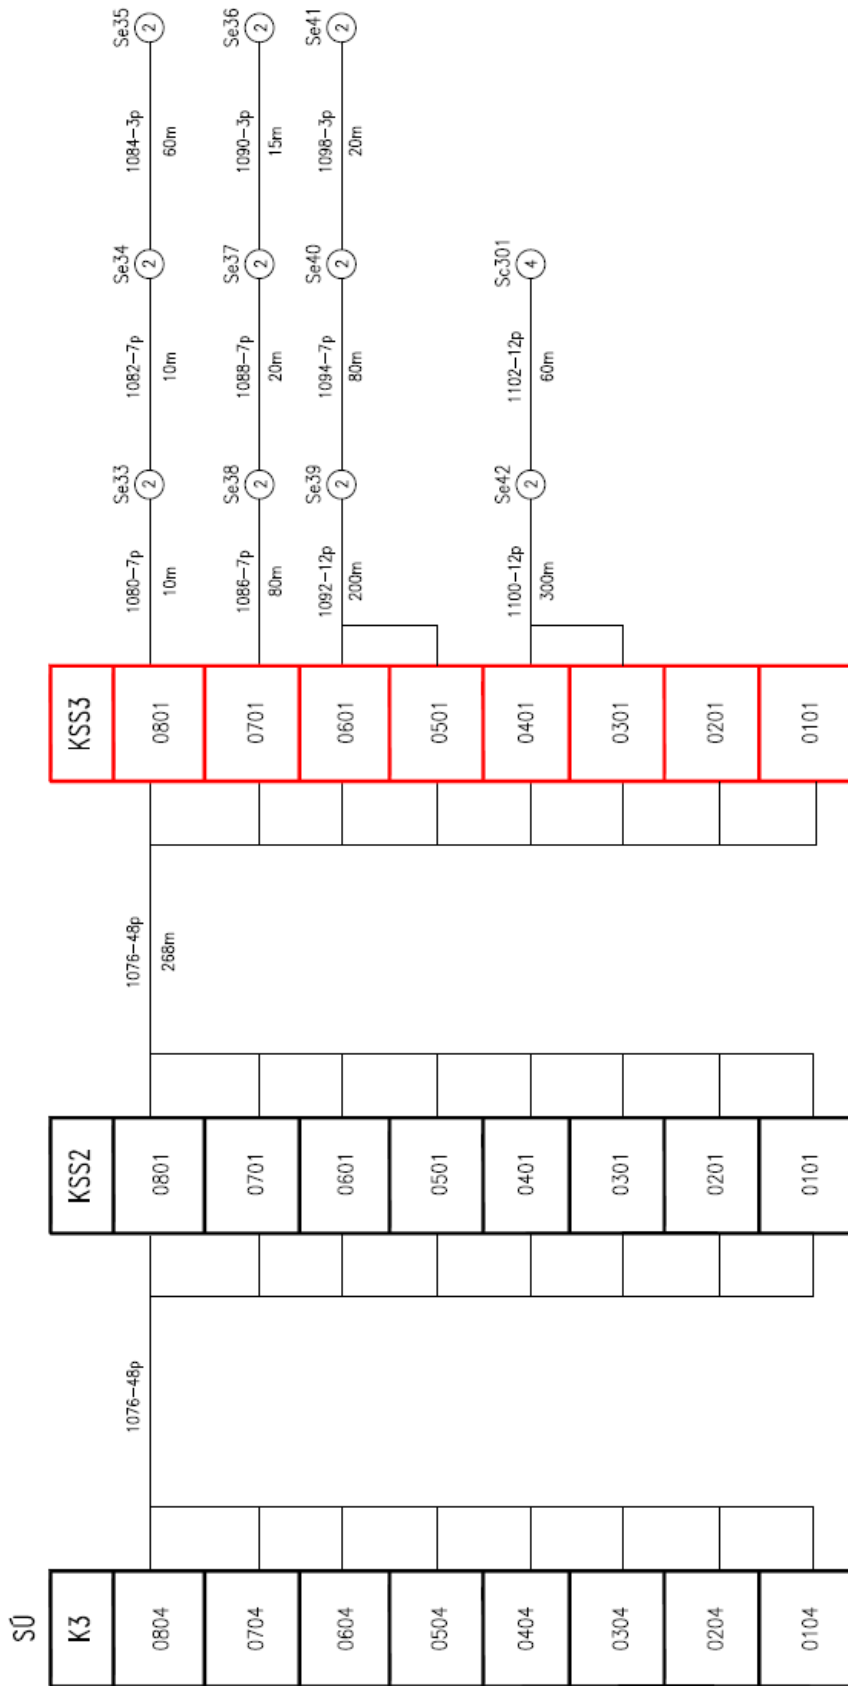 SÚ
K3
0804
0704
0604
0504
0404
0304
0204
0104
1076-48p
KSS2
0801
0701
0601
0501
0401
0301
0201
0101
1076-48p
268m
KSS3
0801
0701
0601
0501
0401
0301
0201
0101
1080-7p
10m
Se33
2
1082-7p
10m
Se34
2
1084-3p
60m
Se35
2
1086-7p
80m
Se38
2
1088-7p
20m
Se37
2
1090-3p
15m
Se36
2
1092-12p
200m
Se39
2
1094-7p
80m
Se40
2
1098-3p
20m
Se41
2
1100-12p
300m
Se42
2
1102-12p
60m
Sc301
4